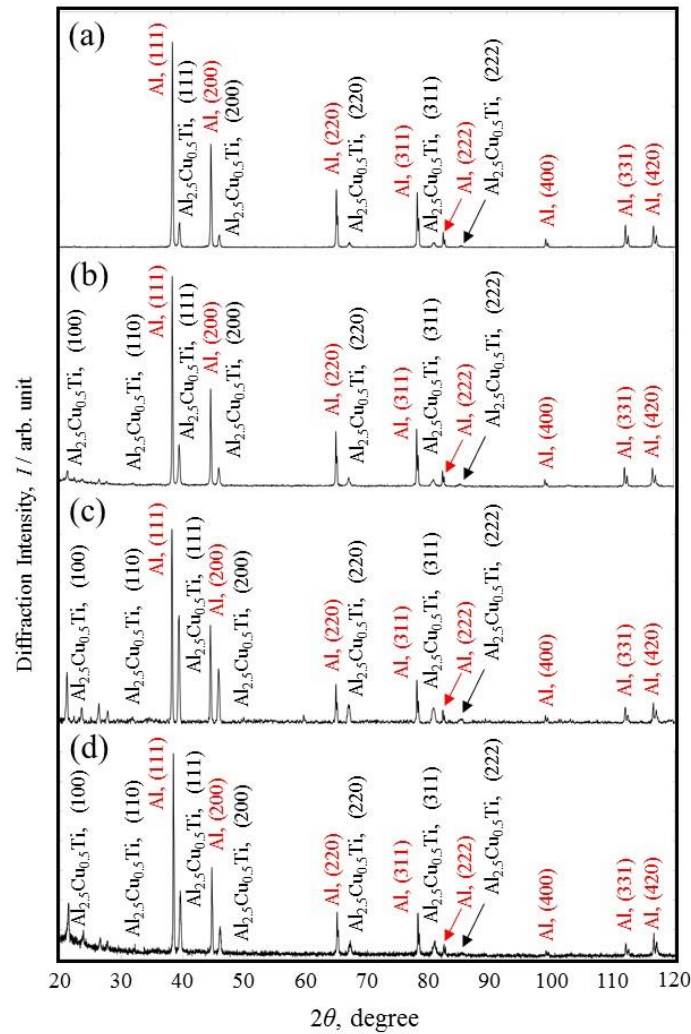 Diffraction Intensity, I / arb. unit
(a)
Al, (111)
Al2.5Cu0.5Ti, (111)
Al, (200)
Al2.5Cu0.5Ti, (200)
Al, (220)
Al2.5Cu0.5Ti, (220)
Al, (311)
Al2.5Cu0.5Ti, (311)
Al, (222)
Al2.5Cu0.5Ti, (222)
Al, (400)
Al, (331)
Al, (420)
(b)
Al2.5Cu0.5Ti, (100)
Al2.5Cu0.5Ti, (110)
Al, (111)
Al2.5Cu0.5Ti, (111)
Al, (200)
Al2.5Cu0.5Ti, (200)
Al, (220)
Al2.5Cu0.5Ti, (220)
Al, (311)
Al2.5Cu0.5Ti, (311)
Al, (222)
Al2.5Cu0.5Ti, (222)
Al, (400)
Al, (331)
Al, (420)
(c)
Al2.5Cu0.5Ti, (100)
Al2.5Cu0.5Ti, (110)
Al, (111)
Al2.5Cu0.5Ti, (111)
Al, (200)
Al2.5Cu0.5Ti, (200)
Al, (220)
Al2.5Cu0.5Ti, (220)
Al, (311)
Al2.5Cu0.5Ti, (311)
Al, (222)
Al2.5Cu0.5Ti, (222)
Al, (400)
Al, (331)
Al, (420)
(d)
Al2.5Cu0.5Ti, (100)
Al2.5Cu0.5Ti, (110)
Al, (111)
Al2.5Cu0.5Ti, (111)
Al, (200)
Al2.5Cu0.5Ti, (200)
Al, (220)
Al2.5Cu0.5Ti, (220)
Al, (311)
Al2.5Cu0.5Ti, (311)
Al, (222)
Al2.5Cu0.5Ti, (222)
Al, (400)
Al, (331)
Al, (420)
20 30 40 50 60 70 80 90 100 110 120
2θ, degree